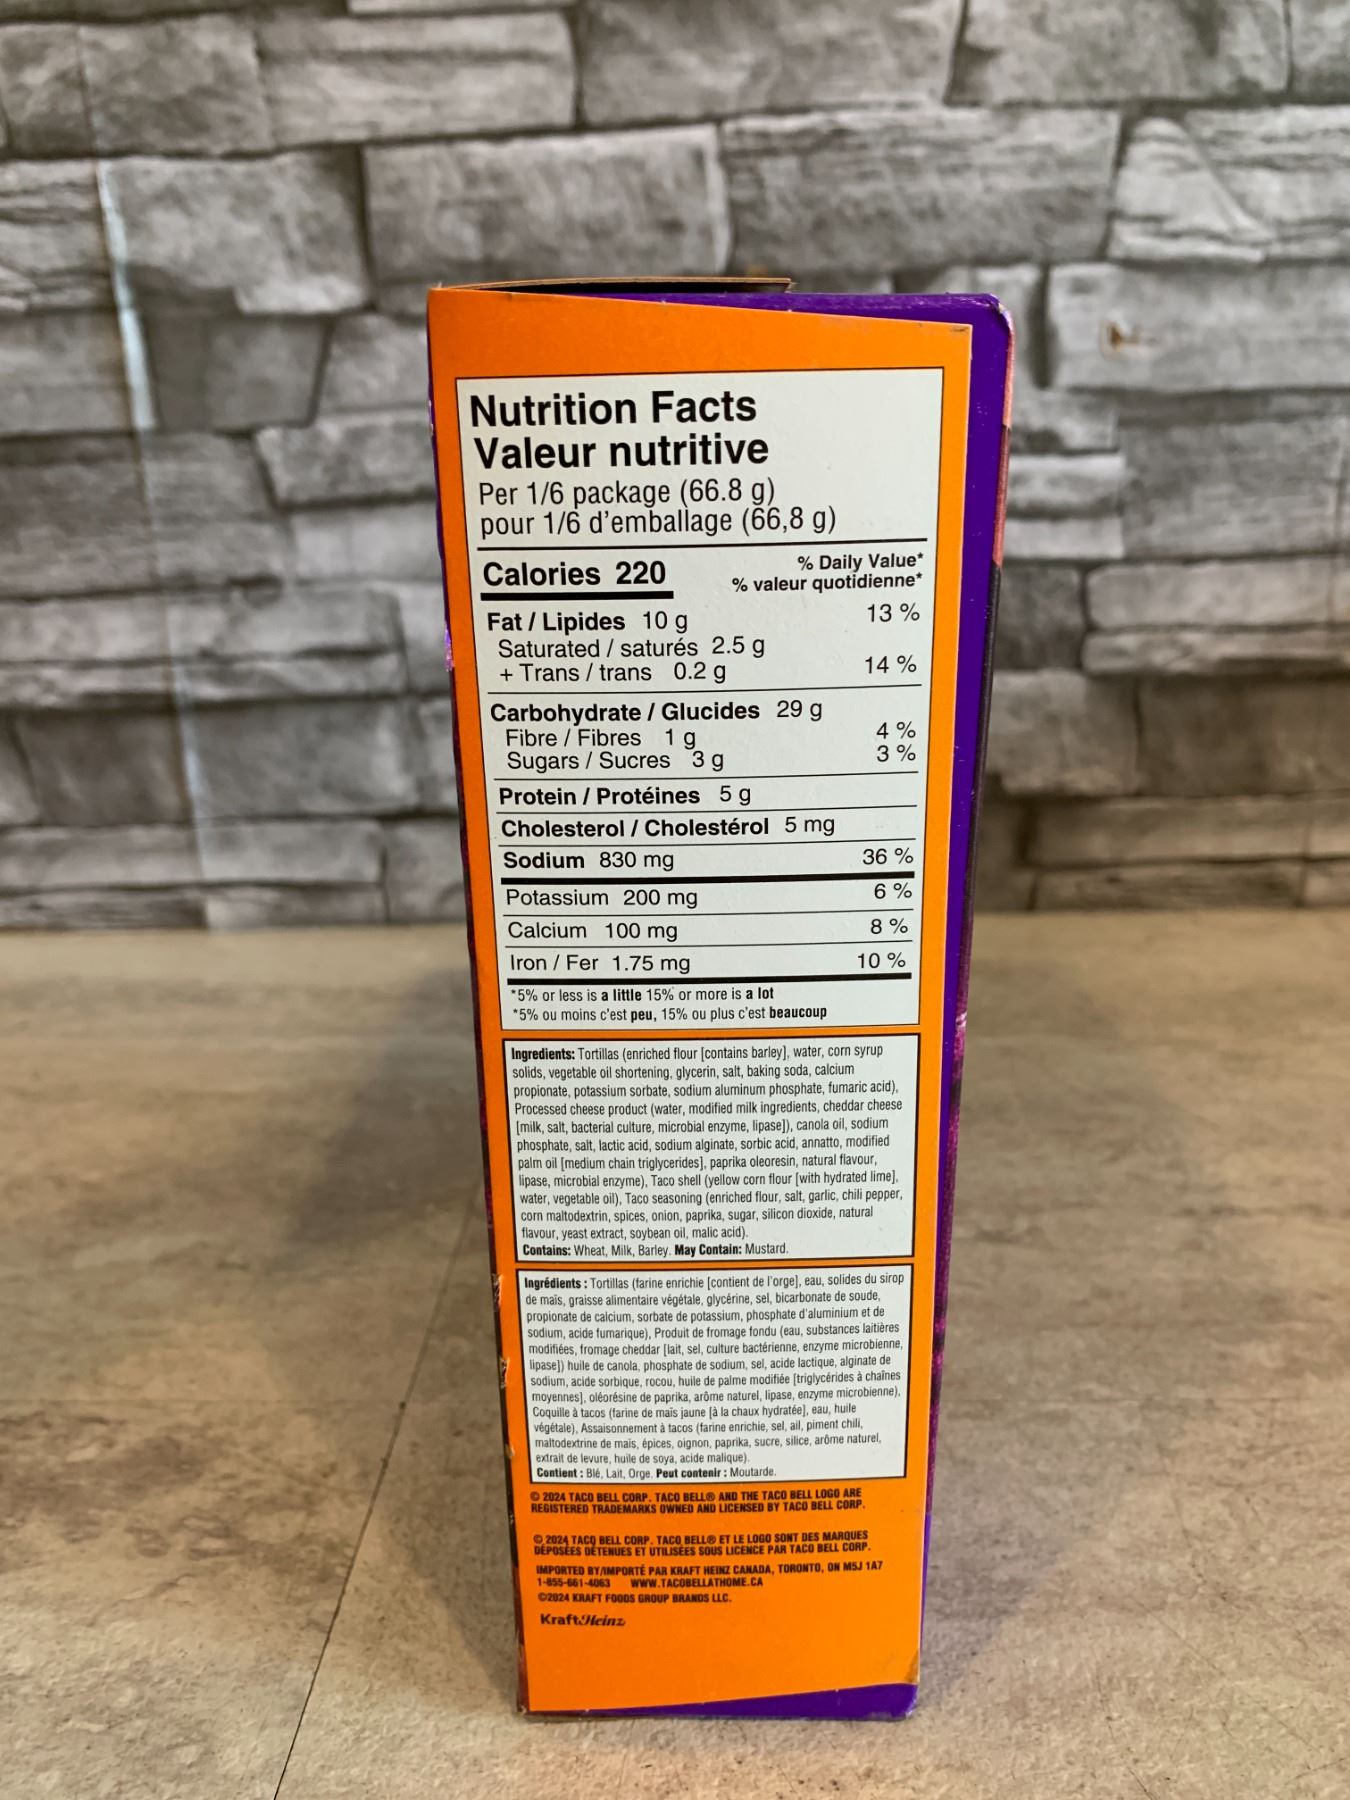 Nutrition Facts
Valeur nutritive
Per 1/6 package (66.8 g)
pour 1/6 d'emballage (66,8 g)
% Daily Value*
Calories 220 % valeur quotidienne*
Fat / Lipides 10 g 13 %
Saturated / saturés 2.5 g
+ Trans / trans 0.2 g 14 %
Carbohydrate / Glucides 29 g
Fibre / Fibres 1 g 4 %
Sugars / Sucres 3 g 3 %
Protein / Protéines 5 g
Cholesterol / Cholestérol 5 mg
Sodium 830 mg 36 %
Potassium 200 mg 6 %
Calcium 100 mg 8 %
Iron / Fer 1.75 mg 10 %
*5% or less is a little 15% or more is a lot
*5% ou moins c'est peu, 15% ou plus c'est beaucoup
Ingredients: Tortillas (enriched flour [contains barley], water, corn syrup
solids, vegetable oil shortening, glycerin, salt, baking soda, calcium
propionate, potassium sorbate, sodium aluminum phosphate, fumaric acid),
Processed cheese product (water, modified milk ingredients, cheddar cheese
[milk, salt, bacterial culture, microbial enzyme, lipase]), canola oil, sodium
phosphate, salt, lactic acid, sodium alginate, sorbic acid, annatto, modified
palm oil [medium chain triglycerides], paprika oleoresin, natural flavour,
lipase, microbial enzyme), Taco shell (yellow corn flour [with hydrated lime],
water, vegetable oil), Taco seasoning (enriched flour, salt, garlic, chili pepper,
corn maltodextrin, spices, onion, paprika, sugar, silicon dioxide, natural
flavour, yeast extract, soybean oil, malic acid).
Contains: Wheat, Milk, Barley. May Contain: Mustard.
Ingrédients : Tortillas (farine enrichie [contient de l'orge], eau, solides du sirop
de maïs, graisse alimentaire végétale, glycérine, sel, bicarbonate de soude,
propionate de calcium, sorbate de potassium, phosphate d'aluminium et de
sodium, acide fumarique), Produit de fromage fondu (eau, substances laitières
modifiées, fromage cheddar [lait, sel, culture bactérienne, enzyme microbienne,
lipase]) huile de canola, phosphate de sodium, sel, acide lactique, alginate de
sodium, acide sorbique, rocou, huile de palme modifiée [triglycérides à chaînes
moyennes], oléorésine de paprika, arôme naturel, lipase, enzyme microbienne),
Coquille à tacos (farine de maïs jaune [à la chaux hydratée], eau, huile
végétale), Assaisonnement à tacos (farine enrichie, sel, ail, piment chili,
maltodextrine de maïs, épices, oignon, paprika, sucre, silice, arôme naturel,
extrait de levure, huile de soya, acide malique).
Contient : Blé, Lait, Orge. Peut contenir : Moutarde.
© 2024 TACO BELL CORP. TACO BELL® AND THE TACO BELL LOGO ARE
REGISTERED TRADEMARKS OWNED AND LICENSED BY TACO BELL CORP.
© 2024 TACO BELL CORP. TACO BELL® ET LE LOGO SONT DES MARQUES
DÉPOSÉES DÉTENUES ET UTILISÉES SOUS LICENCE PAR TACO BELL CORP.
IMPORTED BY/IMPORTÉ PAR KRAFT HEINZ CANADA, TORONTO, ON M5J 1A7
1-855-661-4063 WWW.TACOBELLATHOME.CA
©2024 KRAFT FOODS GROUP BRANDS LLC.
KraftHeinz